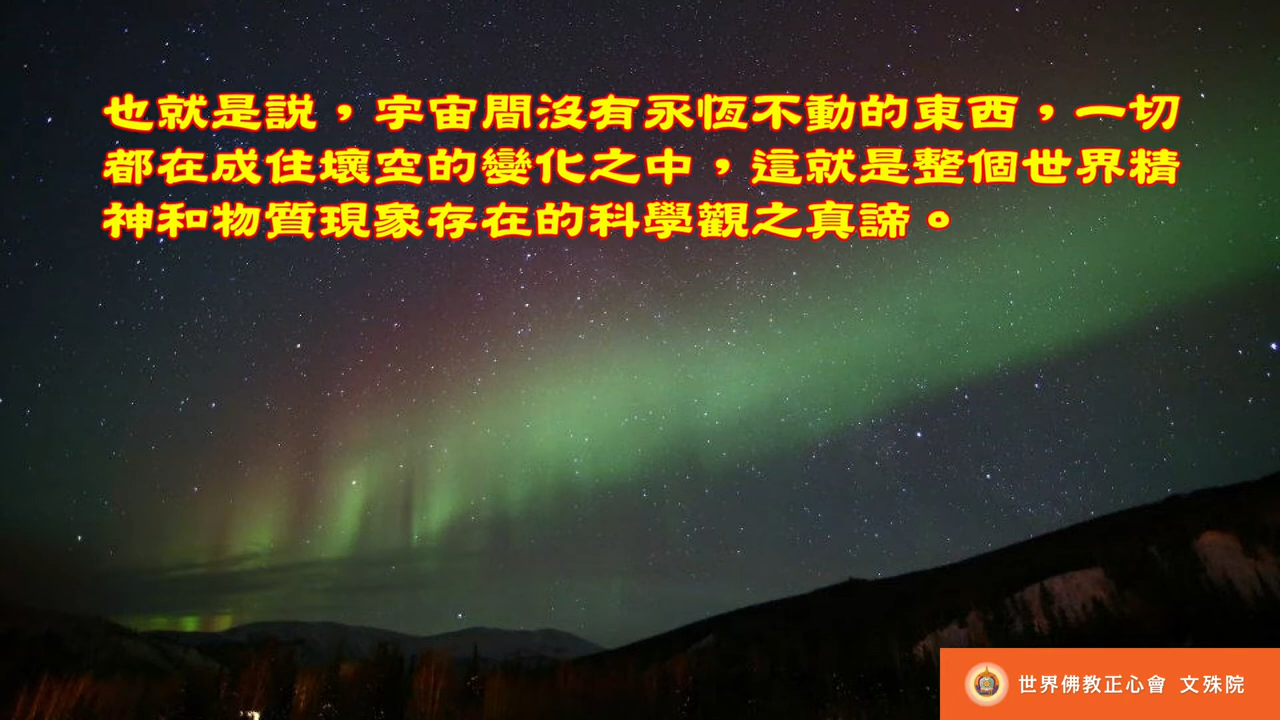 也就是說，宇宙間沒有永恆不動的東西，一切
都在成住壞空的變化之中，這就是整個世界精
神和物質現象存在的科學觀之真諦。
世界佛教正心會 文殊院